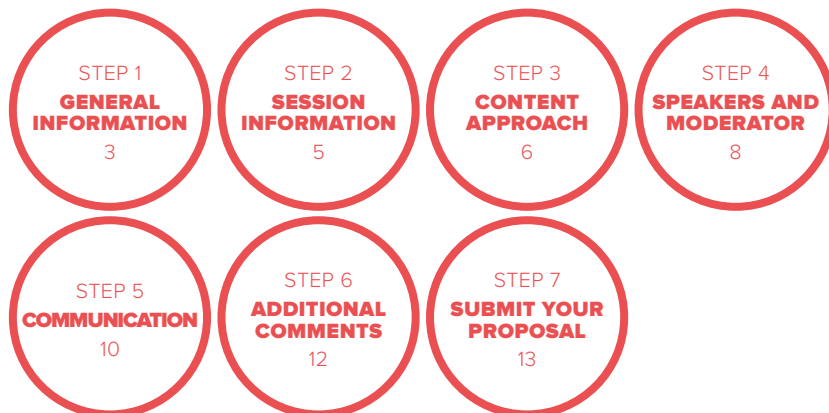 STEP 1
GENERAL
INFORMATION
3
STEP 2
SESSION
INFORMATION
5
STEP 3
CONTENT
APPROACH
6
STEP 4
SPEAKERS AND
MODERATOR
8
STEP 5
COMMUNICATION
10
STEP 6
ADDITIONAL
COMMENTS
12
STEP 7
SUBMIT YOUR
PROPOSAL
13